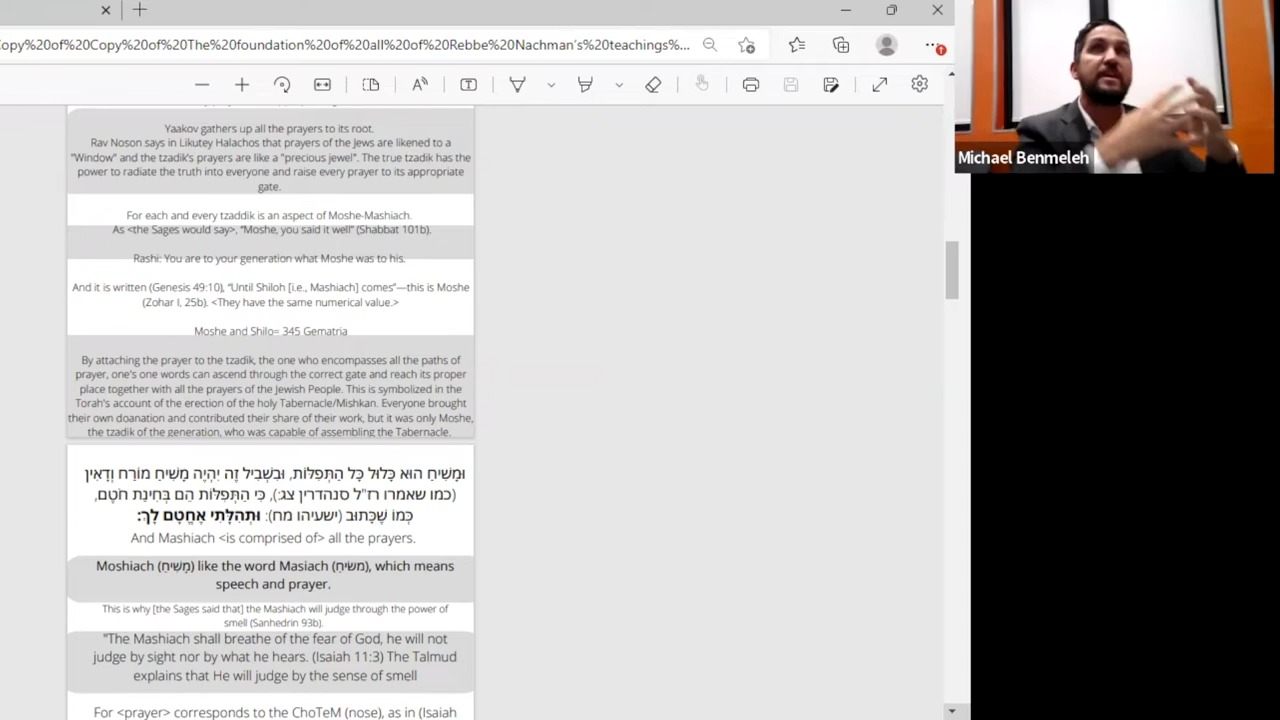 opy%20of%20Copy%20of%20The%20foundation%20of%20all%20of%20Rebbe%20Nachman's%20teachings%...
Yaakov gathers up all the prayers to its root.
Rav Noson says in Likutey Halachos that prayers of the Jews are likened to a
"Window" and the tzadik's prayers are like a "precious jewel". The true tzadik has the
power to radiate the truth into everyone and raise every prayer to its appropriate
gate.
For each and every tzaddik is an aspect of Moshe-Mashiach.
As <the Sages would say>, "Moshe, you said it well" (Shabbat 101b).
Rashi: You are to your generation what Moshe was to his.
And it is written (Genesis 49:10), "Until Shiloh [i.e., Mashiach] comes"—this is Moshe
(Zohar I, 25b). <They have the same numerical value.>
Moshe and Shilo= 345 Gematria
By attaching the prayer to the tzadik, the one who encompasses all the paths of
prayer, one's one words can ascend through the correct gate and reach its proper
place together with all the prayers of the Jewish People. This is symbolized in the
Torah's account of the erection of the holy Tabernacle/Mishkan. Everyone brought
their own doanation and contributed their share of their work, but it was only Moshe,
the tzadik of the generation, who was capable of assembling the Tabernacle.
וּמָשִׁיחַ הוּא כָּלוּל כָּל הַתְּפִלּוֹת, וּבִשְׁבִיל זֶה יִהְיֶה מָשִׁיחַ מוֹרַח וְדָאִין
(כמו שאמרו רז"ל סנהדרין צג:), כִּי הַתְּפִלּוֹת הֵם בְּחִינַת חֹטֶם,
כְּמוֹ שֶׁכָּתוּב (ישעיהו מח): וּתְהִלָּתִי אֶחֱטָם לָךְ:
And Mashiach <is comprised of> all the prayers.
Moshiach (מָשִׁיחַ) like the word Masiach (מֹשִׂיחַ), which means
speech and prayer.
This is why [the Sages said that] the Mashiach will judge through the power of
smell (Sanhedrin 93b).
"The Mashiach shall breathe of the fear of God, he will not
judge by sight nor by what he hears. (Isaiah 11:3) The Talmud
explains that He will judge by the sense of smell
For <prayer> corresponds to the ChoTeM (nose), as in (Isaiah
Michael Benmeleh